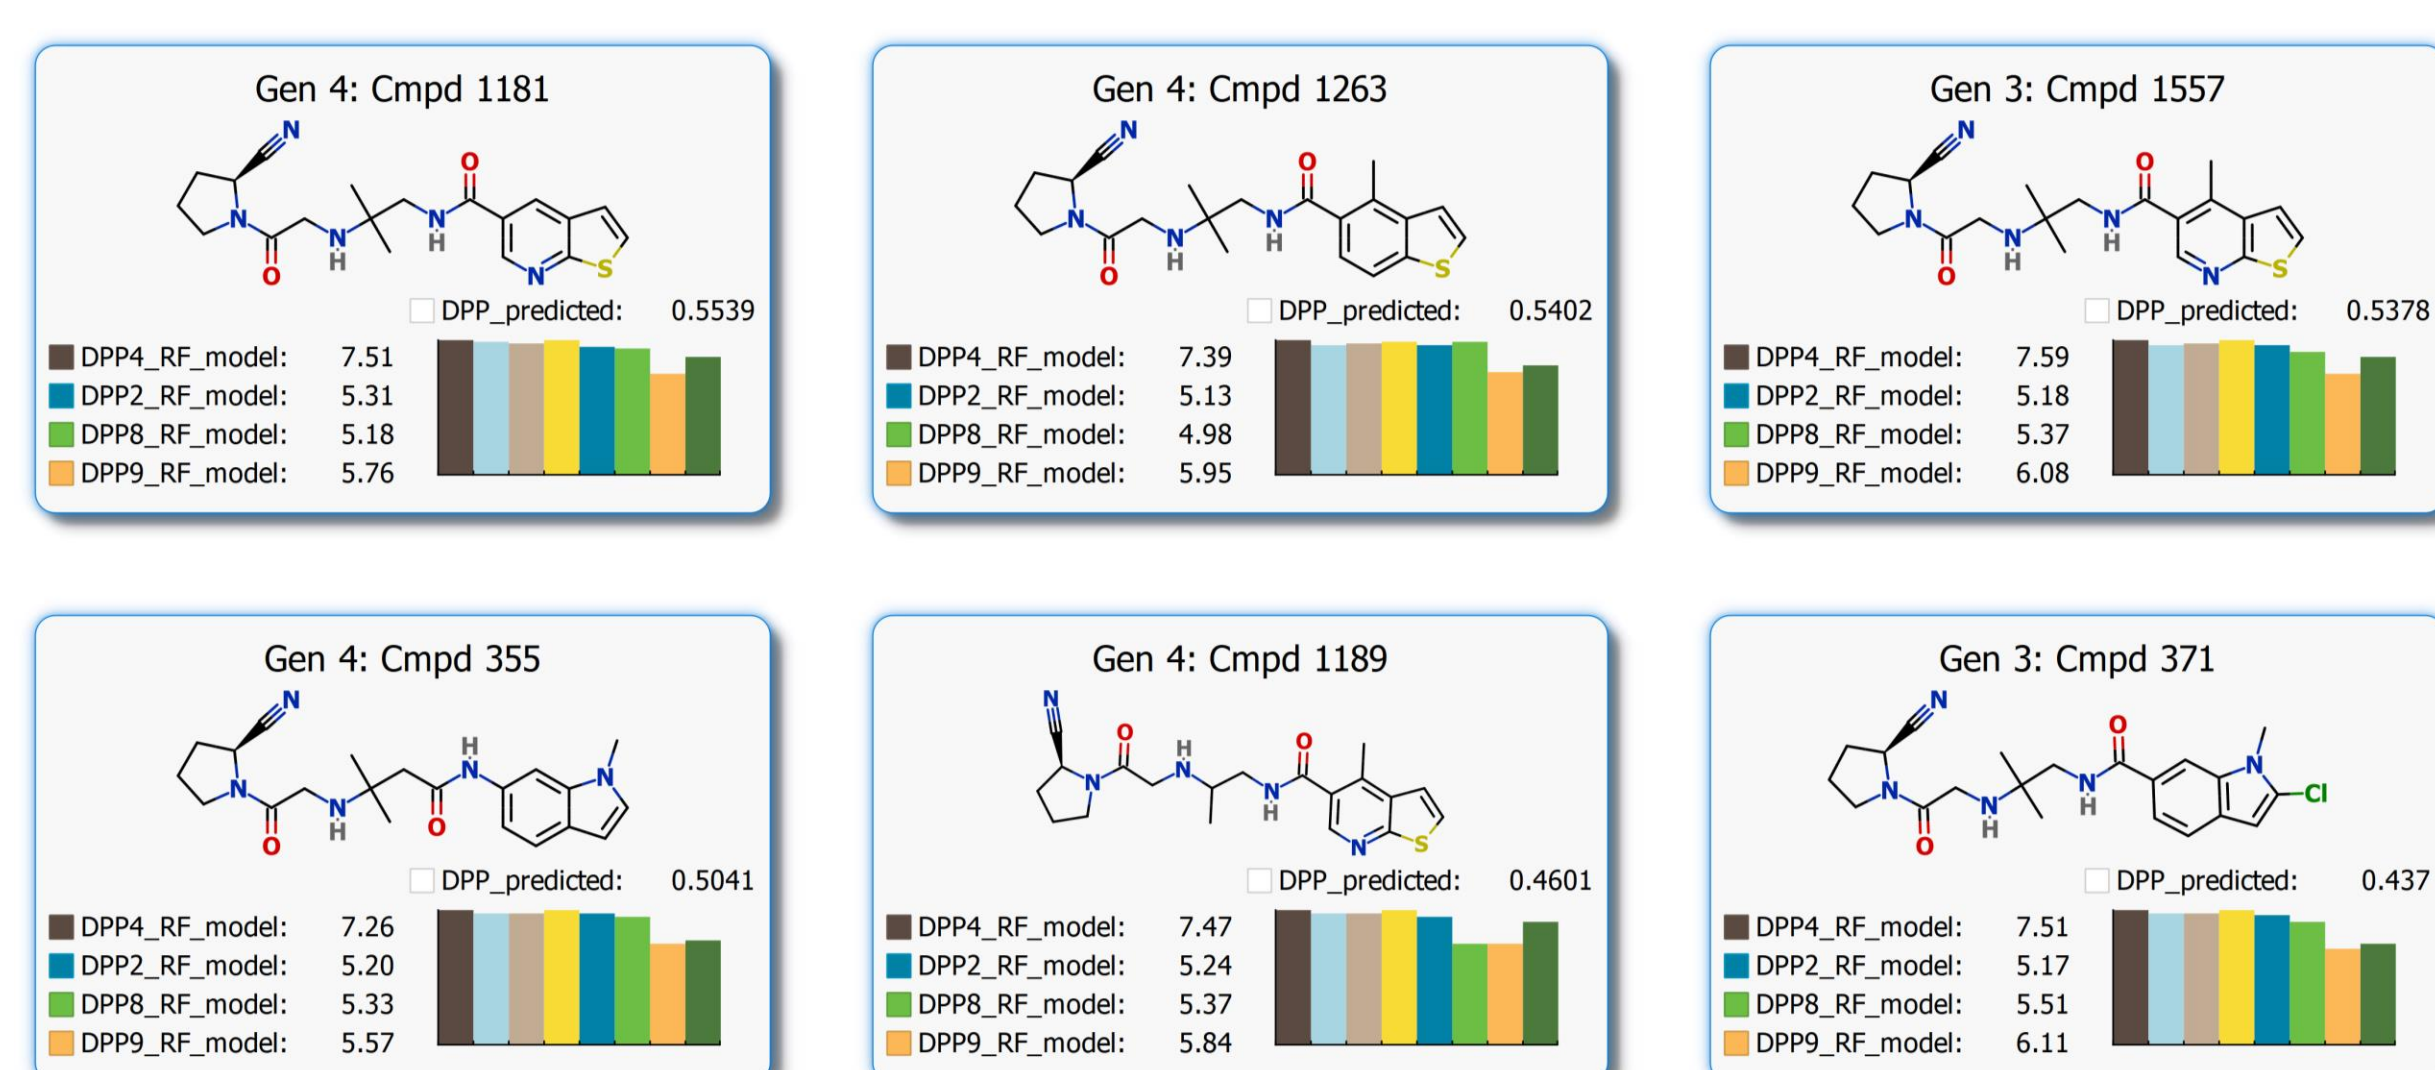 Gen 4: Cmpd 1181
N
O
N
N
H
N
H
O
N
S
DPP_predicted: 0.5539
DPP4_RF_model: 7.51
DPP2_RF_model: 5.31
DPP8_RF_model: 5.18
DPP9_RF_model: 5.76
Gen 4: Cmpd 1263
N
O
N
N
H
N
H
O
S
DPP_predicted: 0.5402
DPP4_RF_model: 7.39
DPP2_RF_model: 5.13
DPP8_RF_model: 4.98
DPP9_RF_model: 5.95
Gen 3: Cmpd 1557
N
O
N
N
H
N
H
O
N
S
DPP_predicted: 0.5378
DPP4_RF_model: 7.59
DPP2_RF_model: 5.18
DPP8_RF_model: 5.37
DPP9_RF_model: 6.08
Gen 4: Cmpd 355
N
H
N
N
N
N
H
O
O
DPP_predicted: 0.5041
DPP4_RF_model: 7.26
DPP2_RF_model: 5.20
DPP8_RF_model: 5.33
DPP9_RF_model: 5.57
Gen 4: Cmpd 1189
N
O
H
N
O
N
N
H
N
S
DPP_predicted: 0.4601
DPP4_RF_model: 7.47
DPP2_RF_model: 5.24
DPP8_RF_model: 5.37
DPP9_RF_model: 5.84
Gen 3: Cmpd 371
N
O
N
N
H
N
Cl
N
H
O
DPP_predicted: 0.437
DPP4_RF_model: 7.51
DPP2_RF_model: 5.17
DPP8_RF_model: 5.51
DPP9_RF_model: 6.11